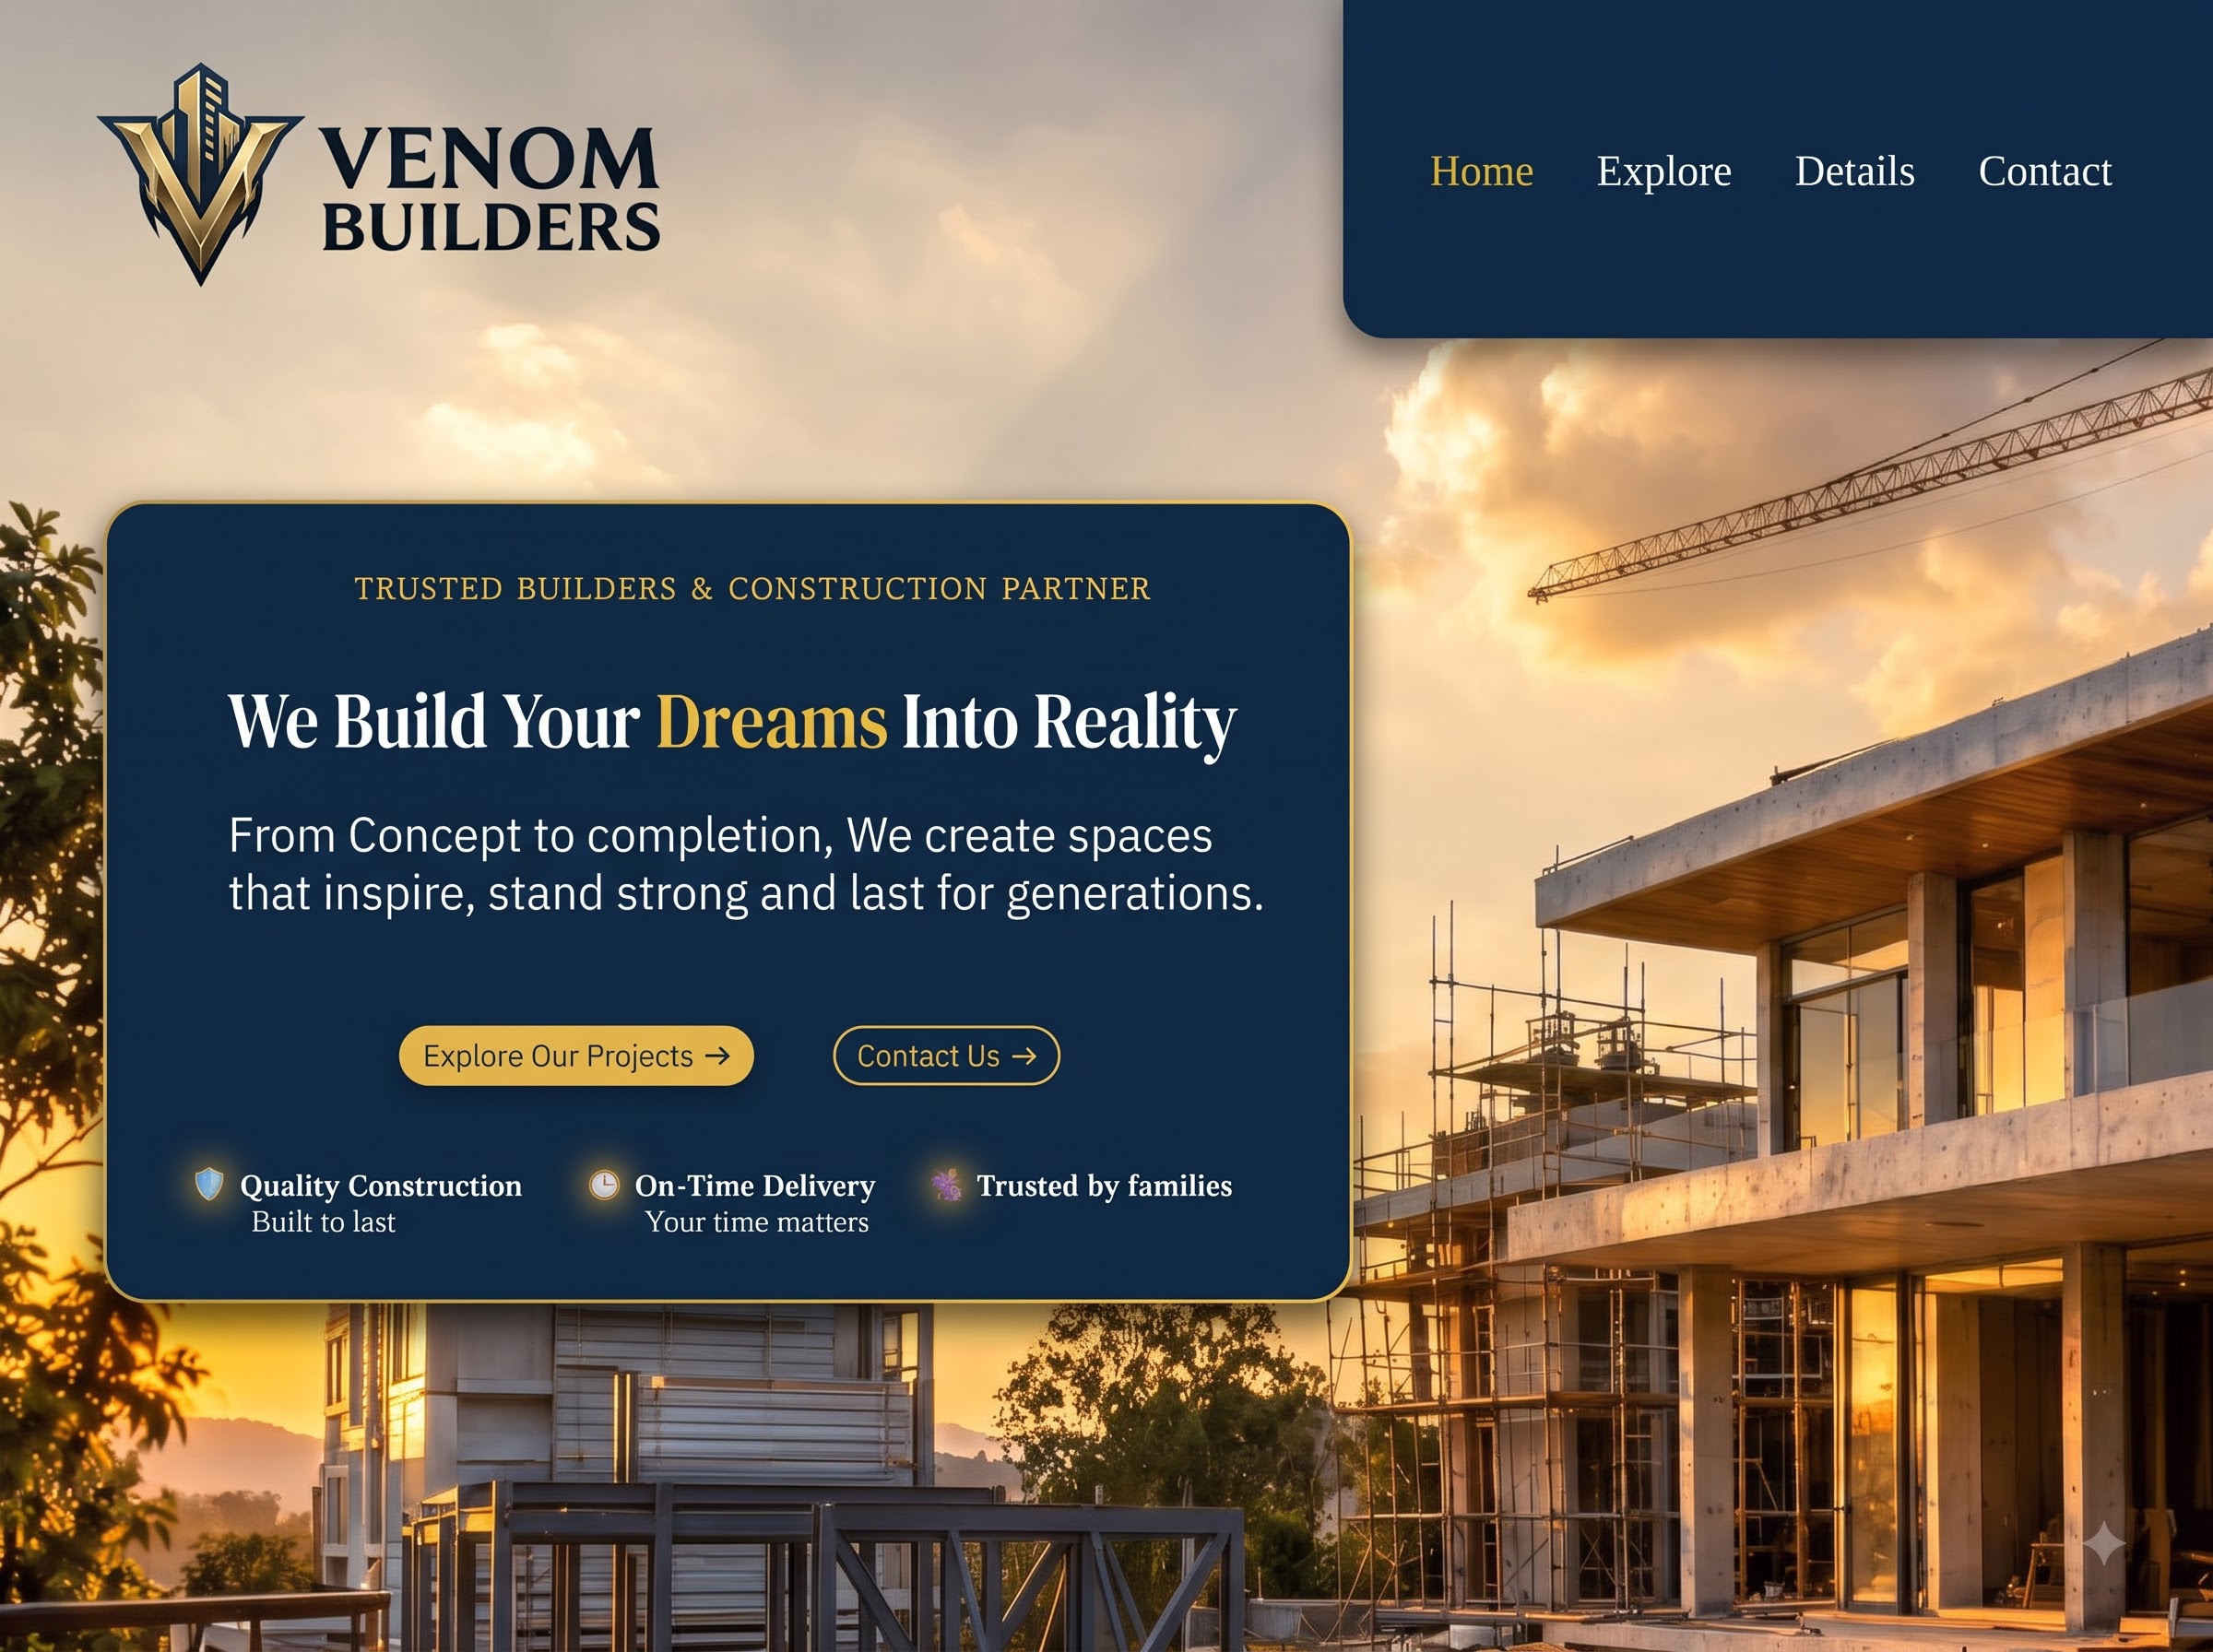 VENOM
BUILDERS
Home Explore Details Contact
TRUSTED BUILDERS & CONSTRUCTION PARTNER
We Build Your Dreams Into Reality
From Concept to completion, We create spaces
that inspire, stand strong and last for generations.
Explore Our Projects → Contact Us →
Quality Construction On-Time Delivery Trusted by families
Built to last Your time matters